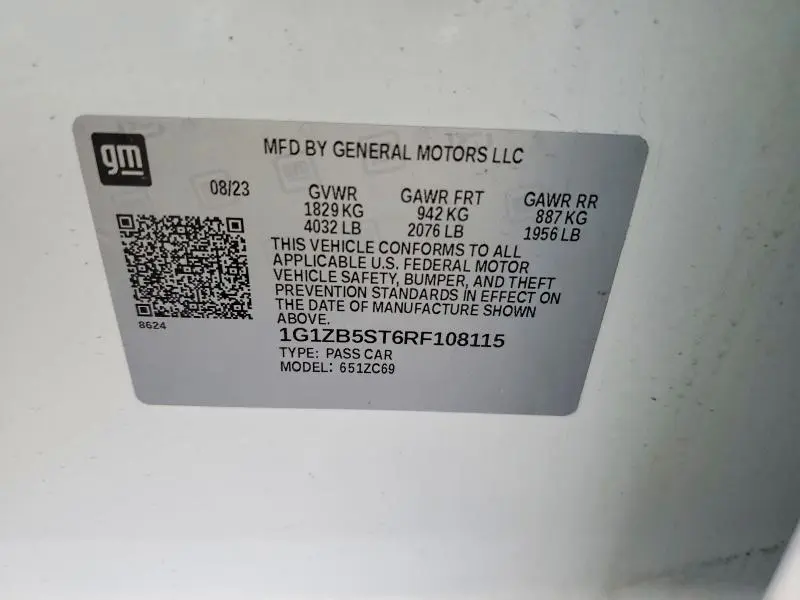 gm
MFD BY GENERAL MOTORS LLC
08/23 GVWR GAWR FRT GAWR RR
1829 KG 942 KG 887 KG
4032 LB 2076 LB 1956 LB
THIS VEHICLE CONFORMS TO ALL
APPLICABLE U.S. FEDERAL MOTOR
VEHICLE SAFETY, BUMPER, AND THEFT
PREVENTION STANDARDS IN EFFECT ON
THE DATE OF MANUFACTURE SHOWN
ABOVE.
8624
1G1ZB5ST6RF108115
TYPE: PASS CAR
MODEL: 651ZC69